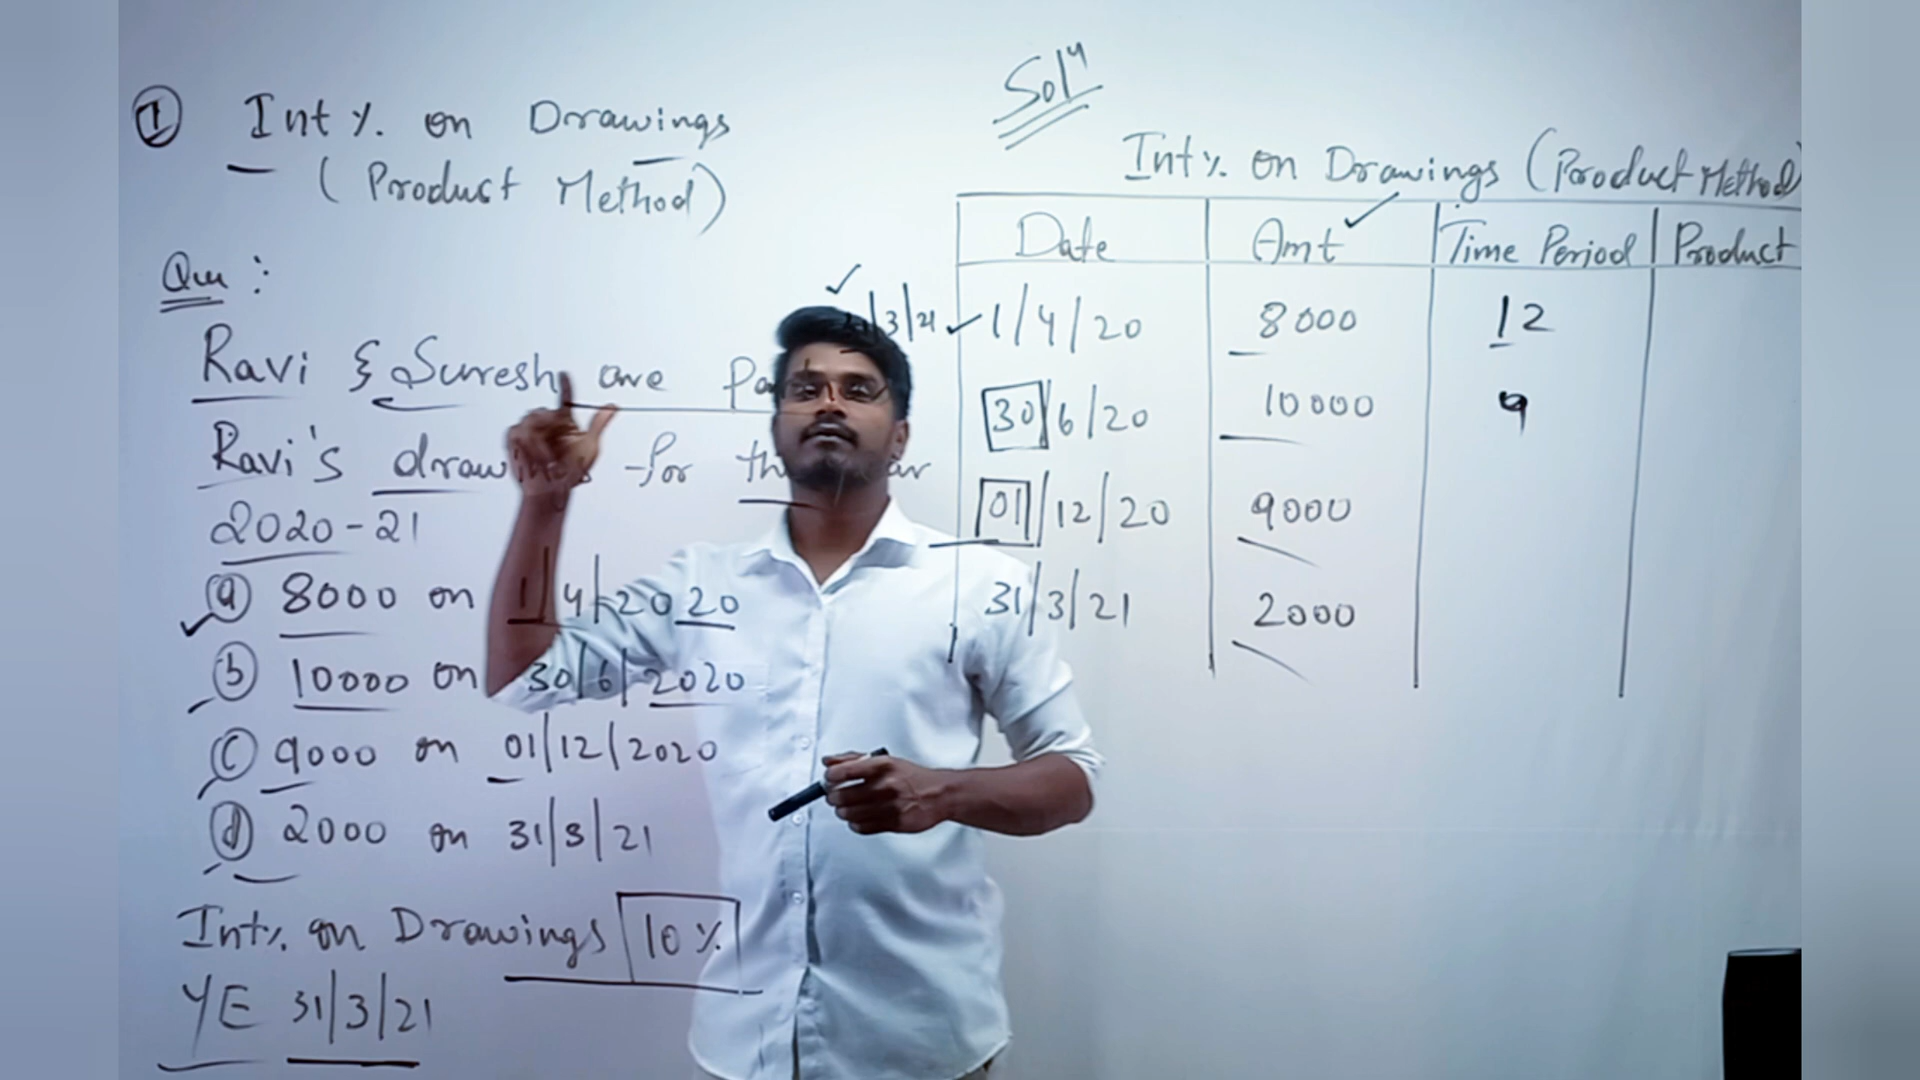 1 Int % on Drawings
(Product Method)
Qu :
Ravi & Suresh are
Ravi's for
2020-21
a 8000 on 1/4/2020
b 10000 on 30/6/2020
c 9000 on 01/12/2020
d 2000 on 31/3/21
Int % on Drawings 10 %
YE 31/3/21
Solⁿ
Int % on Drawings (Product Method)
Date Amt Time Period Product
/3/21 1/4/20 8000 12
30/6/20 10000 9
01/12/20 9000
31/3/21 2000